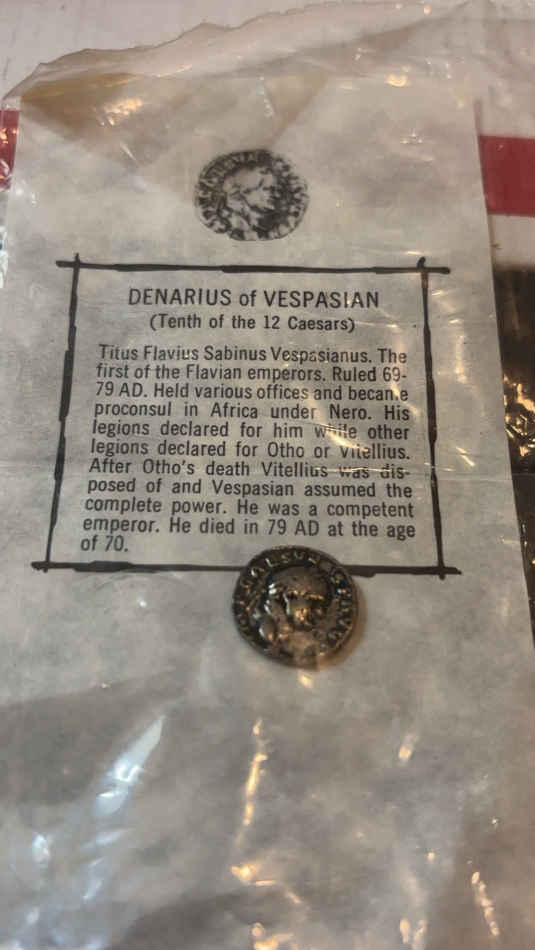 DENARIUS of VESPASIAN
(Tenth of the 12 Caesars)
Titus Flavius Sabinus Vespasianus. The
first of the Flavian emperors. Ruled 69-
79 AD. Held various offices and became
proconsul in Africa under Nero. His
legions declared for him while other
legions declared for Otho or Vitellius.
After Otho's death Vitellius was dis-
posed of and Vespasian assumed the
complete power. He was a competent
emperor. He died in 79 AD at the age
of 70.